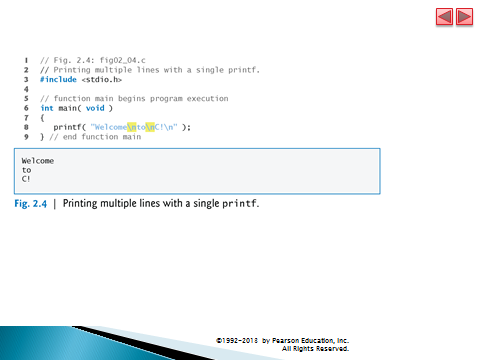 1 // Fig. 2.4: fig02_04.c
2 // Printing multiple lines with a single printf.
3 #include <stdio.h>
4
5 // function main begins program execution
6 int main( void )
7 {
8 printf( "Welcome\nto\nC!\n" );
9 } // end function main
Welcome
to
C!
Fig. 2.4 | Printing multiple lines with a single printf.
©1992-2013 by Pearson Education, Inc.
All Rights Reserved.